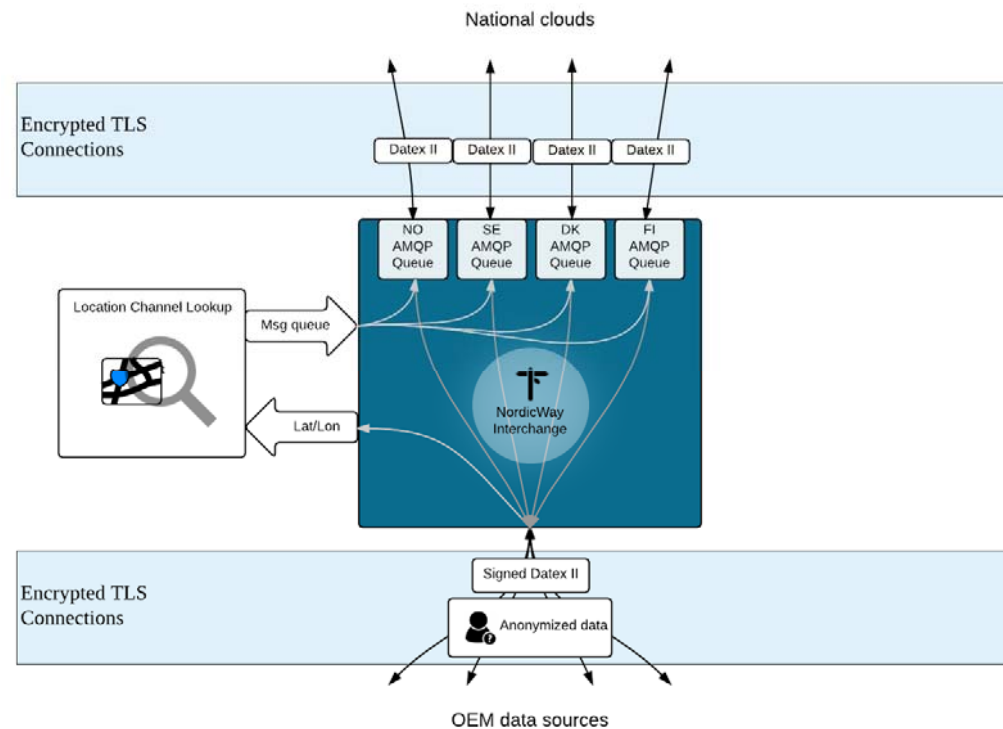 National clouds
Encrypted TLS
Connections
Datex II
Datex II
Datex II
Datex II
NO
AMQP
Queue
SE
AMQP
Queue
DK
AMQP
Queue
FI
AMQP
Queue
Location Channel Lookup
Msg queue
NordicWay
Interchange
Lat/Lon
Encrypted TLS
Connections
Signed Datex II
?
Anonymized data
OEM data sources